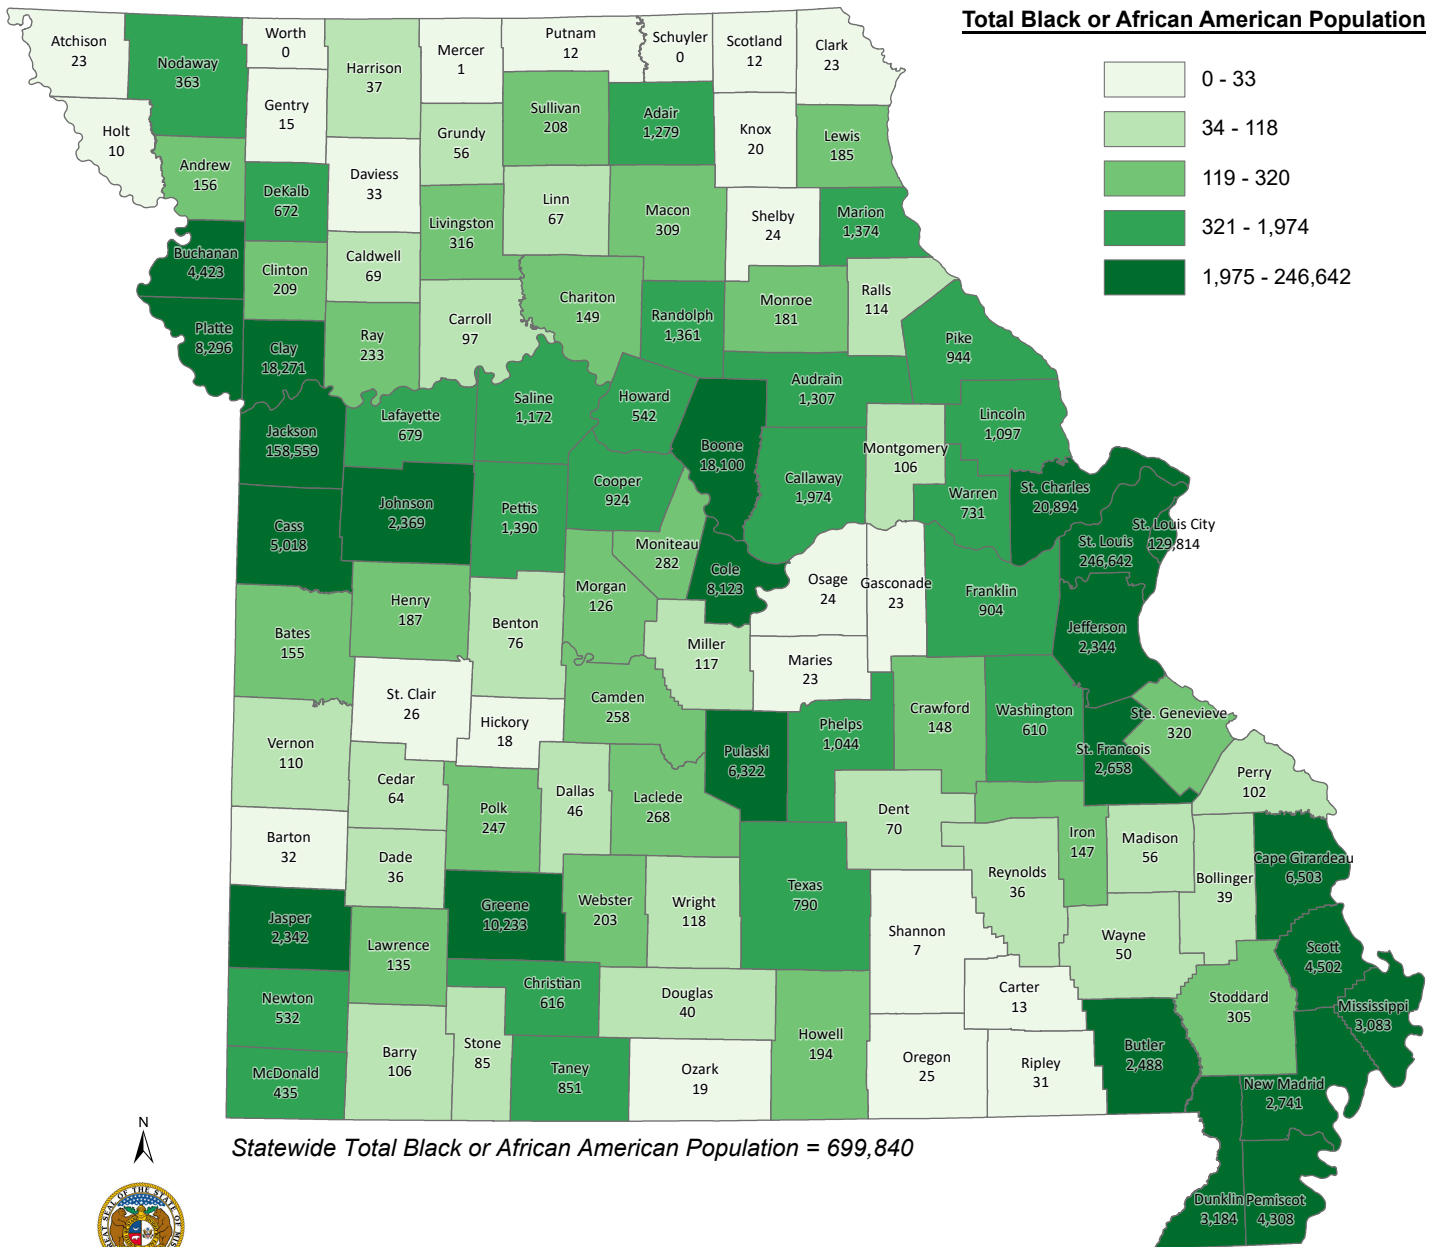 Total Black or African American Population
0 - 33
34 - 118
119 - 320
321 - 1,974
1,975 - 246,642
Atchison
23
Nodaway
363
Worth
0
Harrison
37
Mercer
1
Putnam
12
Schuyler
0
Scotland
12
Clark
23
Holt
10
Gentry
15
Andrew
156
DeKalb
672
Daviess
33
Grundy
56
Sullivan
208
Adair
1,279
Knox
20
Lewis
185
Livingston
316
Linn
67
Macon
309
Shelby
24
Marion
1,374
Buchanan
4,423
Clinton
209
Caldwell
69
Platte
8,296
Clay
18,271
Ray
233
Carroll
97
Chariton
149
Randolph
1,361
Monroe
181
Ralls
114
Pike
944
Jackson
158,559
Lafayette
679
Saline
1,172
Howard
542
Audrain
1,307
Boone
18,100
Montgomery
106
Lincoln
1,097
Cass
5,018
Johnson
2,369
Pettis
1,390
Cooper
924
Callaway
1,974
Warren
731
St. Charles
20,894
St. Louis City
129,814
St. Louis
246,642
Moniteau
282
Cole
8,123
Osage
24
Gasconade
23
Franklin
904
Jefferson
2,344
Bates
155
Henry
187
Benton
76
Morgan
126
Miller
117
Maries
23
St. Clair
26
Hickory
18
Camden
258
Pulaski
6,322
Phelps
1,044
Crawford
148
Washington
610
St. Francois
2,658
Ste. Genevieve
320
Perry
102
Vernon
110
Cedar
64
Polk
247
Dallas
46
Laclede
268
Dent
70
Iron
147
Madison
56
Bollinger
39
Cape Girardeau
6,503
Barton
32
Dade
36
Jasper
2,342
Greene
10,233
Webster
203
Wright
118
Texas
790
Reynolds
36
Shannon
7
Wayne
50
Scott
4,502
Lawrence
135
Newton
532
Christian
616
Douglas
40
Howell
194
Carter
13
Stoddard
305
Mississippi
3,083
McDonald
435
Barry
106
Stone
85
Taney
851
Ozark
19
Oregon
25
Ripley
31
Butler
2,488
New Madrid
2,741
Dunklin
3,184
Pemiscot
4,308
N
Statewide Total Black or African American Population = 699,840